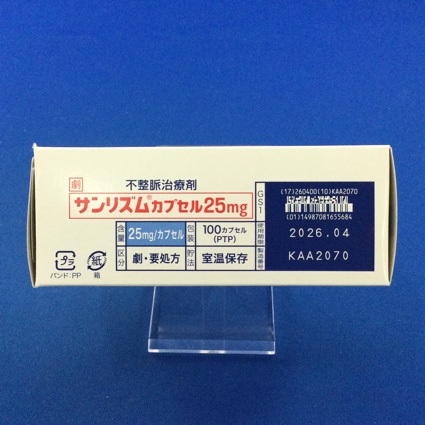 劇
不整脈治療剤
サンリズム®カプセル25mg
含量 25mg/カプセル 包装 100カプセル(PTP)
区分 劇・要処方 貯法 室温保存
プラ
バンド:PP
紙
箱
GS1
(17)260400(10)KAA2070
(01)14987081655684
使用期限 2026.04
製造番号 KAA2070